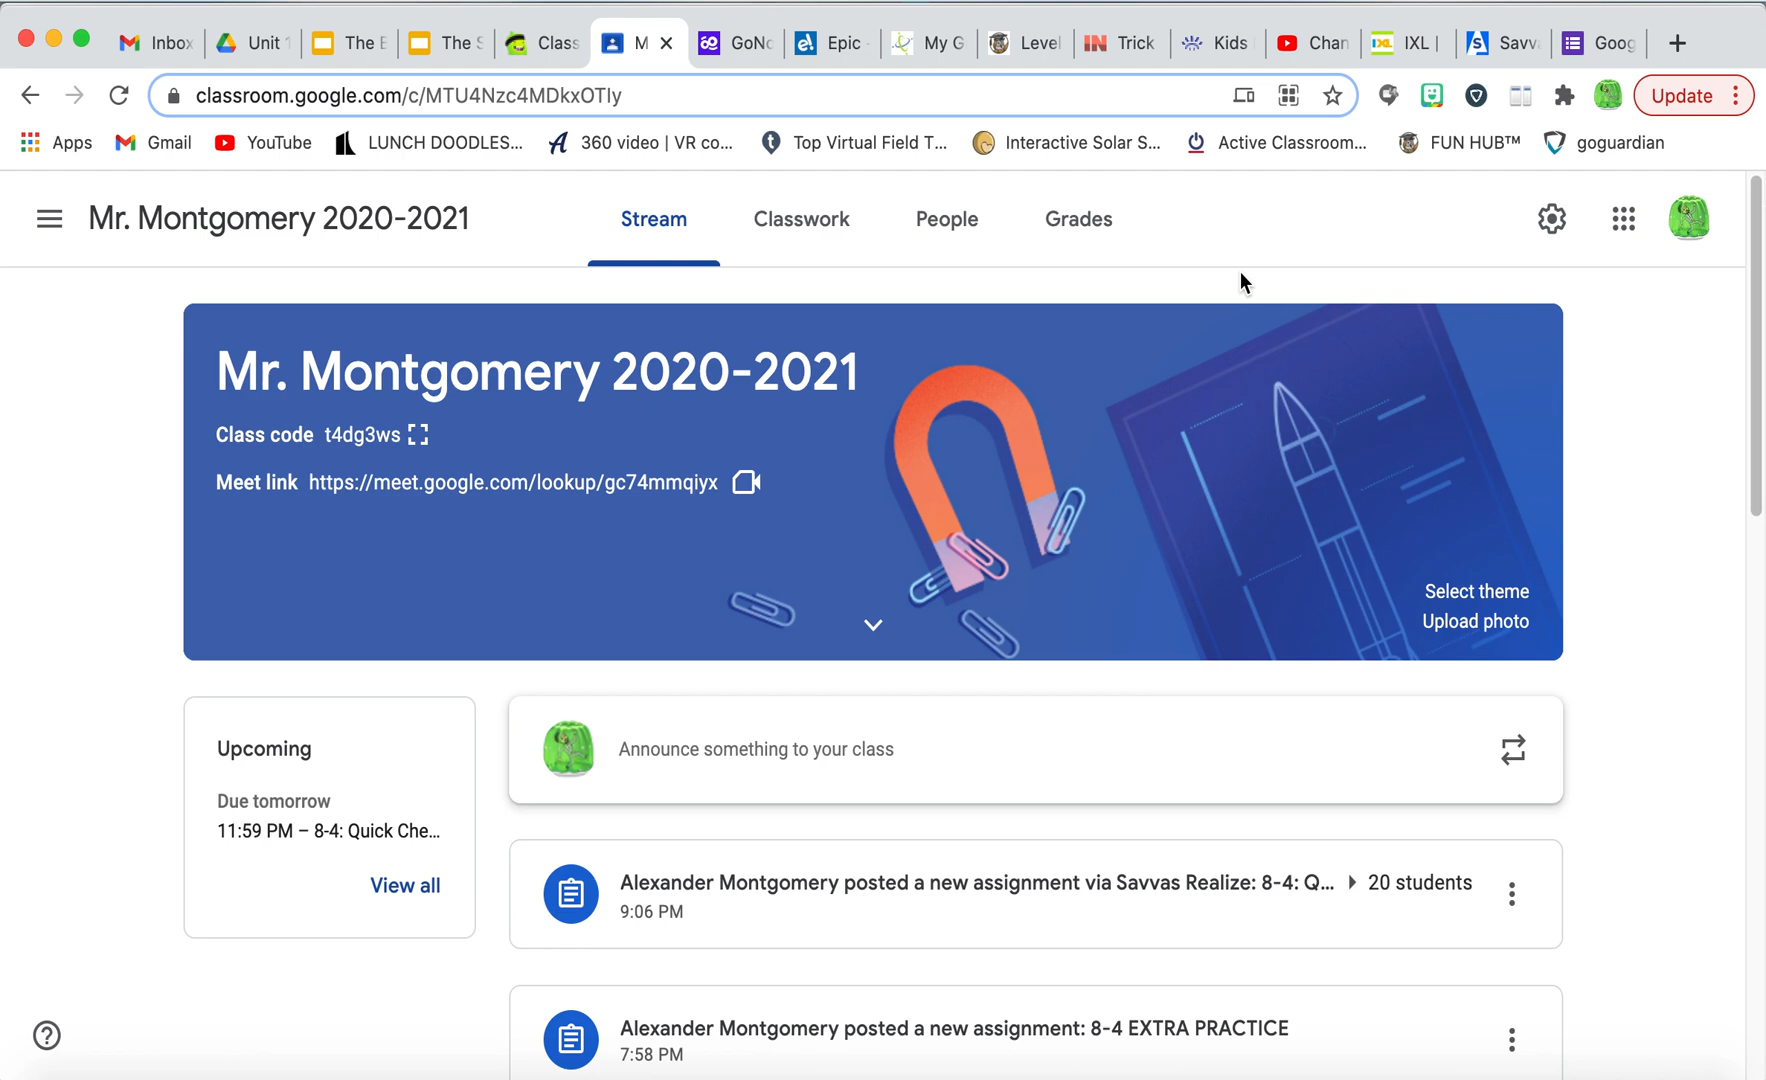 Inbox
Unit 1
The E
The S
Class
M
GoNo
Epic -
My G
Level
Trick
Kids
Chan
IXL |
Savva
Goog
classroom.google.com/c/MTU4Nzc4MDkxOTIy
Update
Apps
Gmail
YouTube
LUNCH DOODLES...
360 video | VR co...
Top Virtual Field T...
Interactive Solar S...
Active Classroom...
FUN HUB™
goguardian
Mr. Montgomery 2020-2021
Stream
Classwork
People
Grades
Mr. Montgomery 2020-2021
Class code t4dg3ws
Meet link https://meet.google.com/lookup/gc74mmqiyx
Select theme
Upload photo
Upcoming
Due tomorrow
11:59 PM – 8-4: Quick Che...
View all
Announce something to your class
Alexander Montgomery posted a new assignment via Savvas Realize: 8-4: Q... 20 students
9:06 PM
Alexander Montgomery posted a new assignment: 8-4 EXTRA PRACTICE
7:58 PM